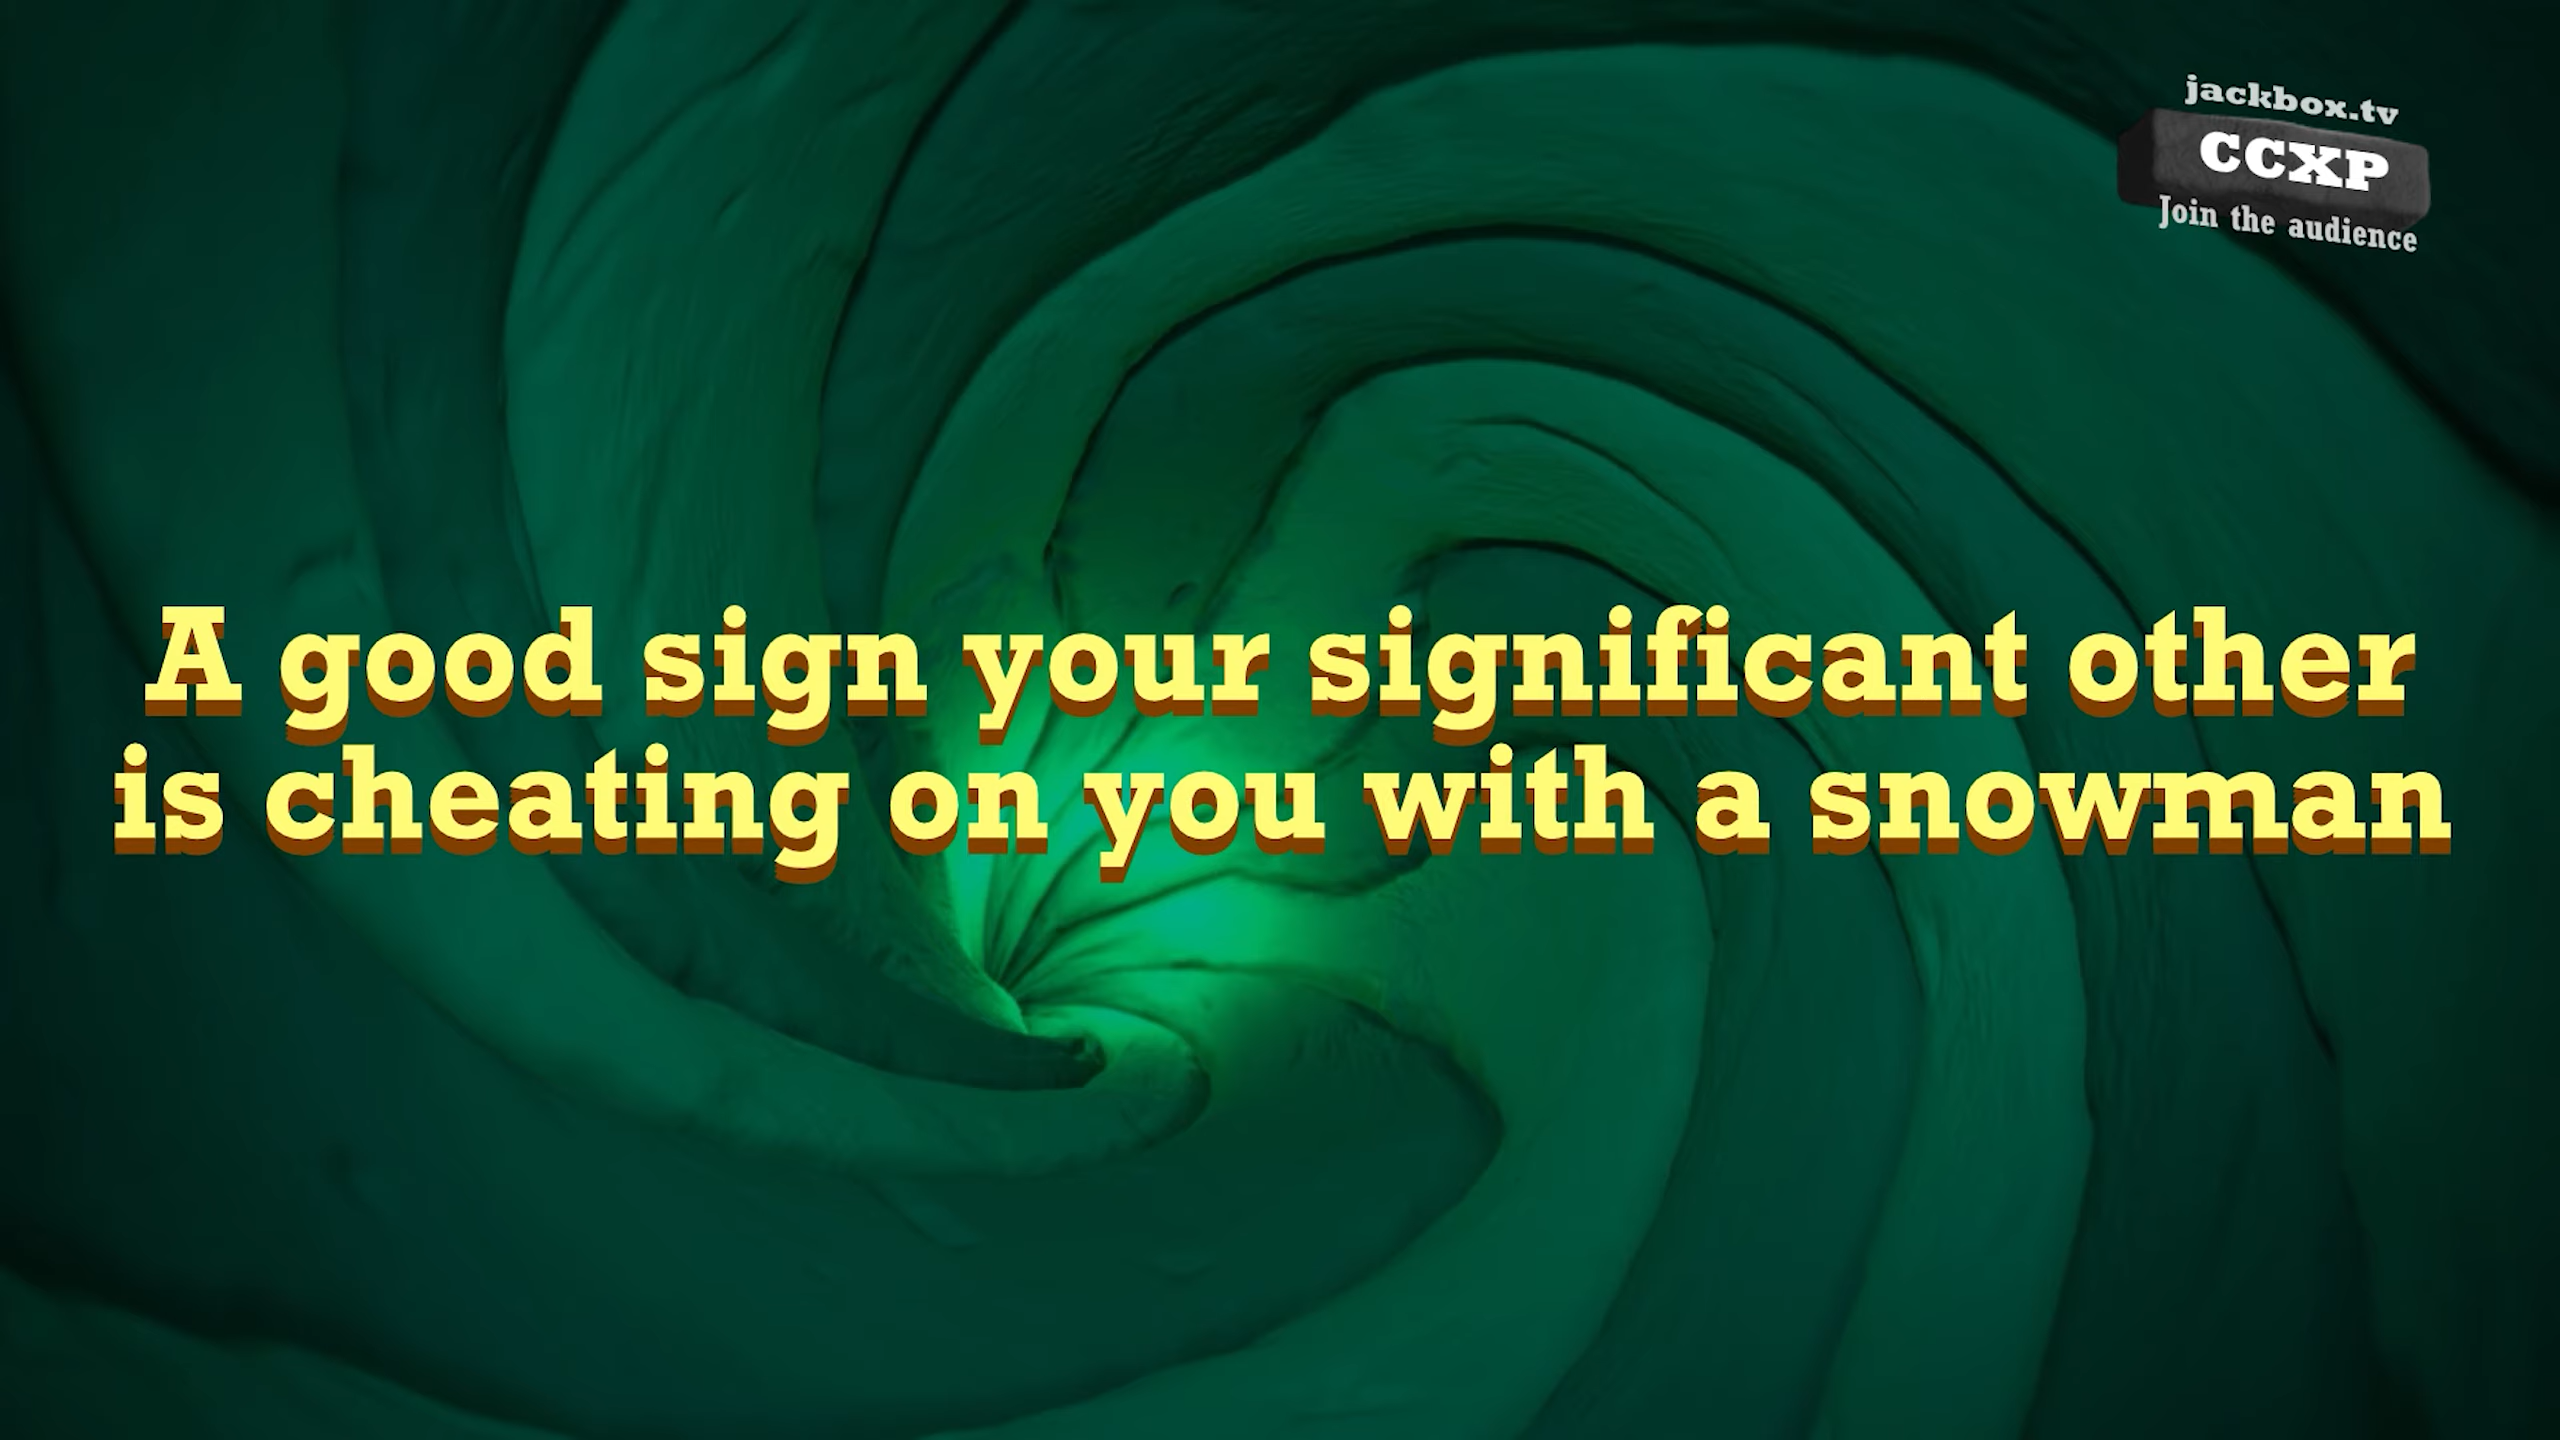 jackbox.tv
CCXP
Join the audience
A good sign your significant other
is cheating on you with a snowman